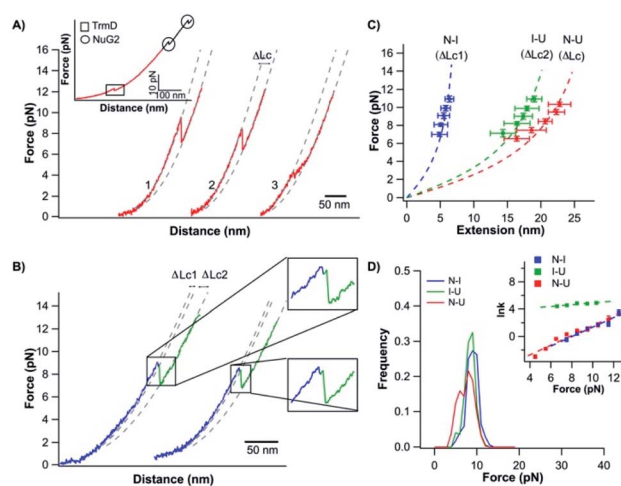 A)
TrmD
NuG2
Force (pN)
10 pN
100 nm
Distance (nm)
ΔLc
16
14
12
10
8
6
4
2
0
Force (pN)
1
2
3
50 nm
Distance (nm)
B)
ΔLc1 ΔLc2
14
12
10
8
6
4
2
0
Force (pN)
50 nm
Distance (nm)
C)
N-I
(ΔLc1)
I-U
(ΔLc2)
N-U
(ΔLc)
16
14
12
10
8
6
4
2
0
Force (pN)
0 5 10 15 20 25
Extension (nm)
D)
N-I
I-U
N-U
0.5
0.4
0.3
0.2
0.1
0.0
Frequency
0 10 20 30 40
Force (pN)
N-I
I-U
N-U
lnk
4
0
4 6 8 10 12
Force (pN)